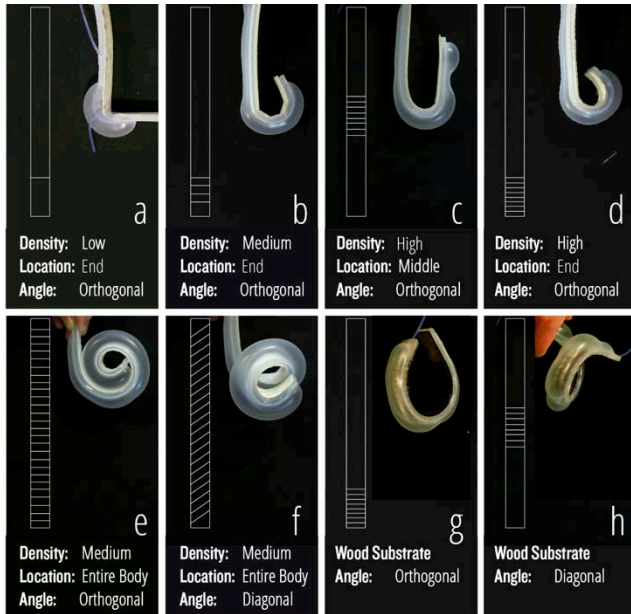 a
Density: Low
Location: End
Angle: Orthogonal
b
Density: Medium
Location: End
Angle: Orthogonal
c
Density: High
Location: Middle
Angle: Orthogonal
d
Density: High
Location: End
Angle: Orthogonal
e
Density: Medium
Location: Entire Body
Angle: Orthogonal
f
Density: Medium
Location: Entire Body
Angle: Diagonal
g
Wood Substrate
Angle: Orthogonal
h
Wood Substrate
Angle: Diagonal